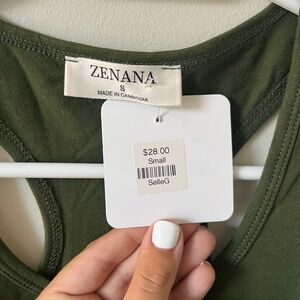 ZENANA
S
MADE IN CAMBODIA
$28.00
Small
SelleG